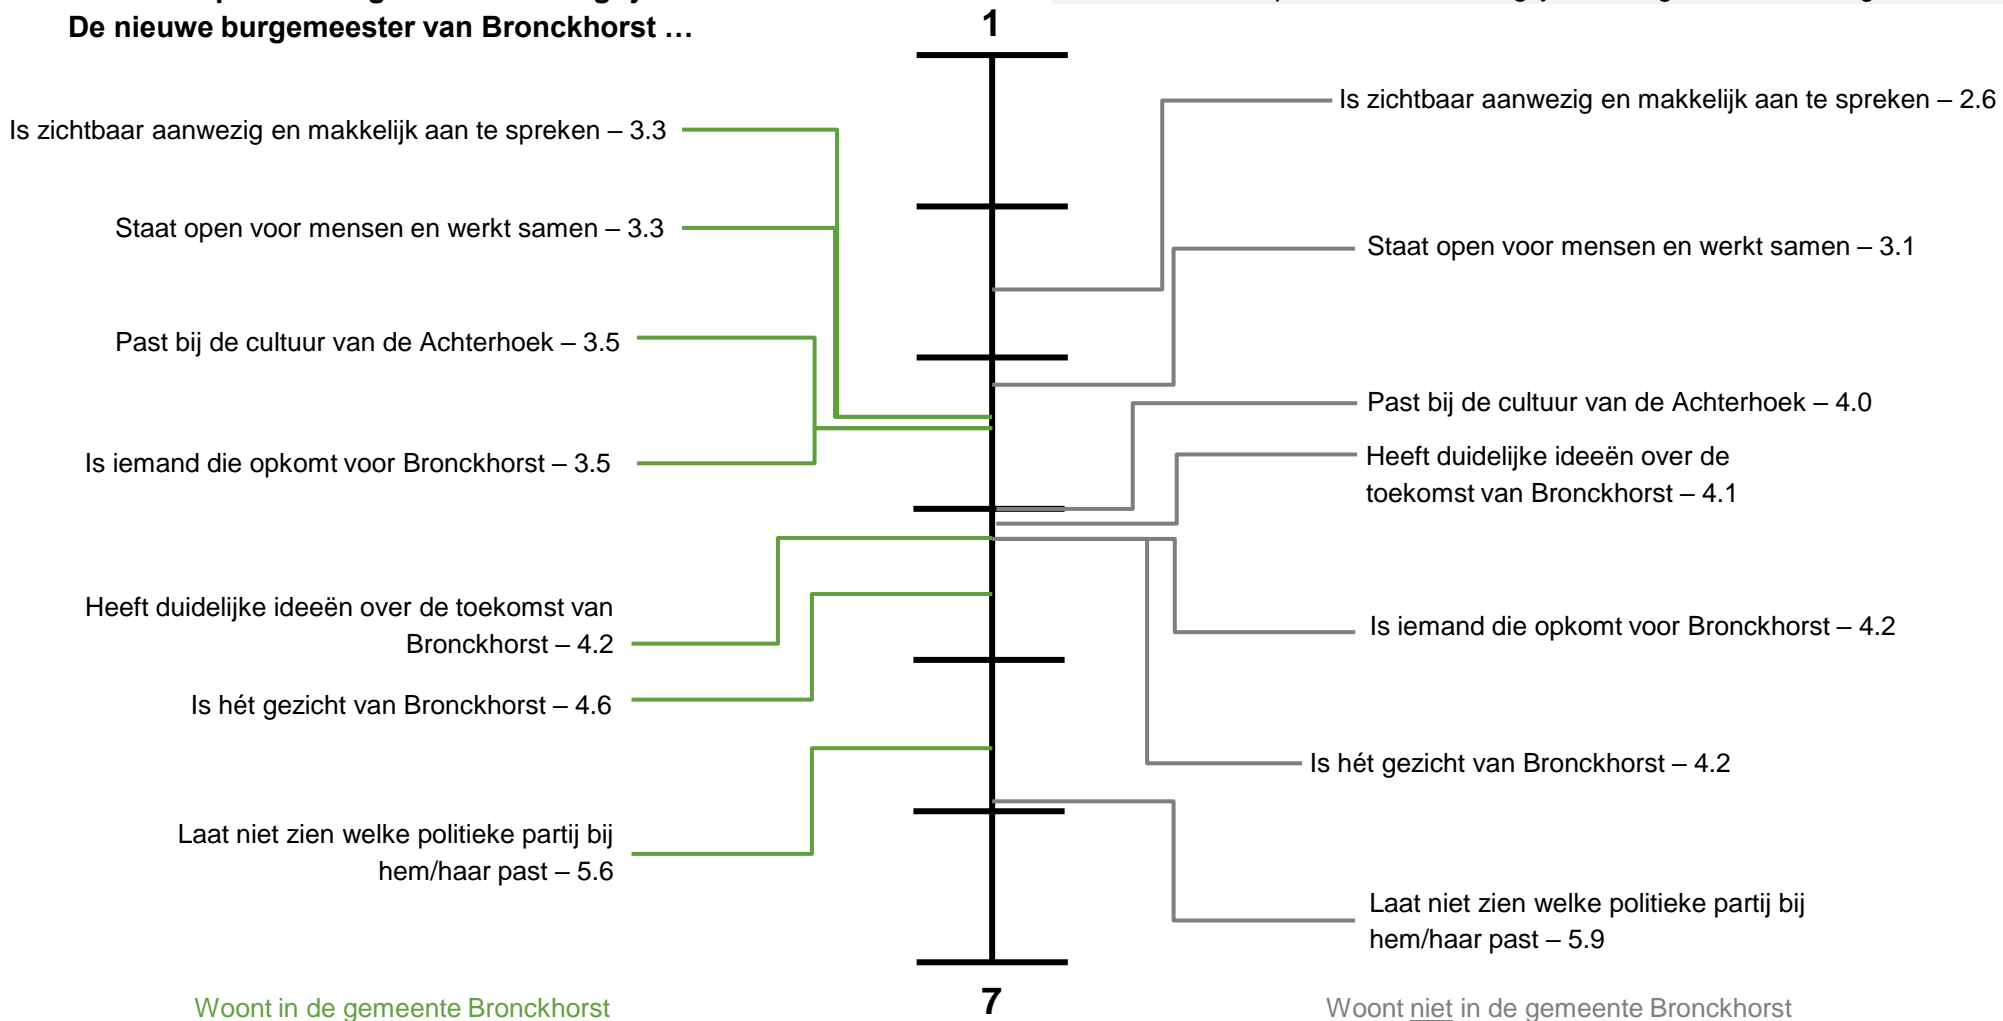 De nieuwe burgemeester van Bronckhorst …
1
Is zichtbaar aanwezig en makkelijk aan te spreken – 3.3
Staat open voor mensen en werkt samen – 3.3
Past bij de cultuur van de Achterhoek – 3.5
Is iemand die opkomt voor Bronckhorst – 3.5
Heeft duidelijke ideeën over de toekomst van
Bronckhorst – 4.2
Is hét gezicht van Bronckhorst – 4.6
Laat niet zien welke politieke partij bij
hem/haar past – 5.6
Woont in de gemeente Bronckhorst
7
Is zichtbaar aanwezig en makkelijk aan te spreken – 2.6
Staat open voor mensen en werkt samen – 3.1
Past bij de cultuur van de Achterhoek – 4.0
Heeft duidelijke ideeën over de
toekomst van Bronckhorst – 4.1
Is iemand die opkomt voor Bronckhorst – 4.2
Is hét gezicht van Bronckhorst – 4.2
Laat niet zien welke politieke partij bij
hem/haar past – 5.9
Woont niet in de gemeente Bronckhorst